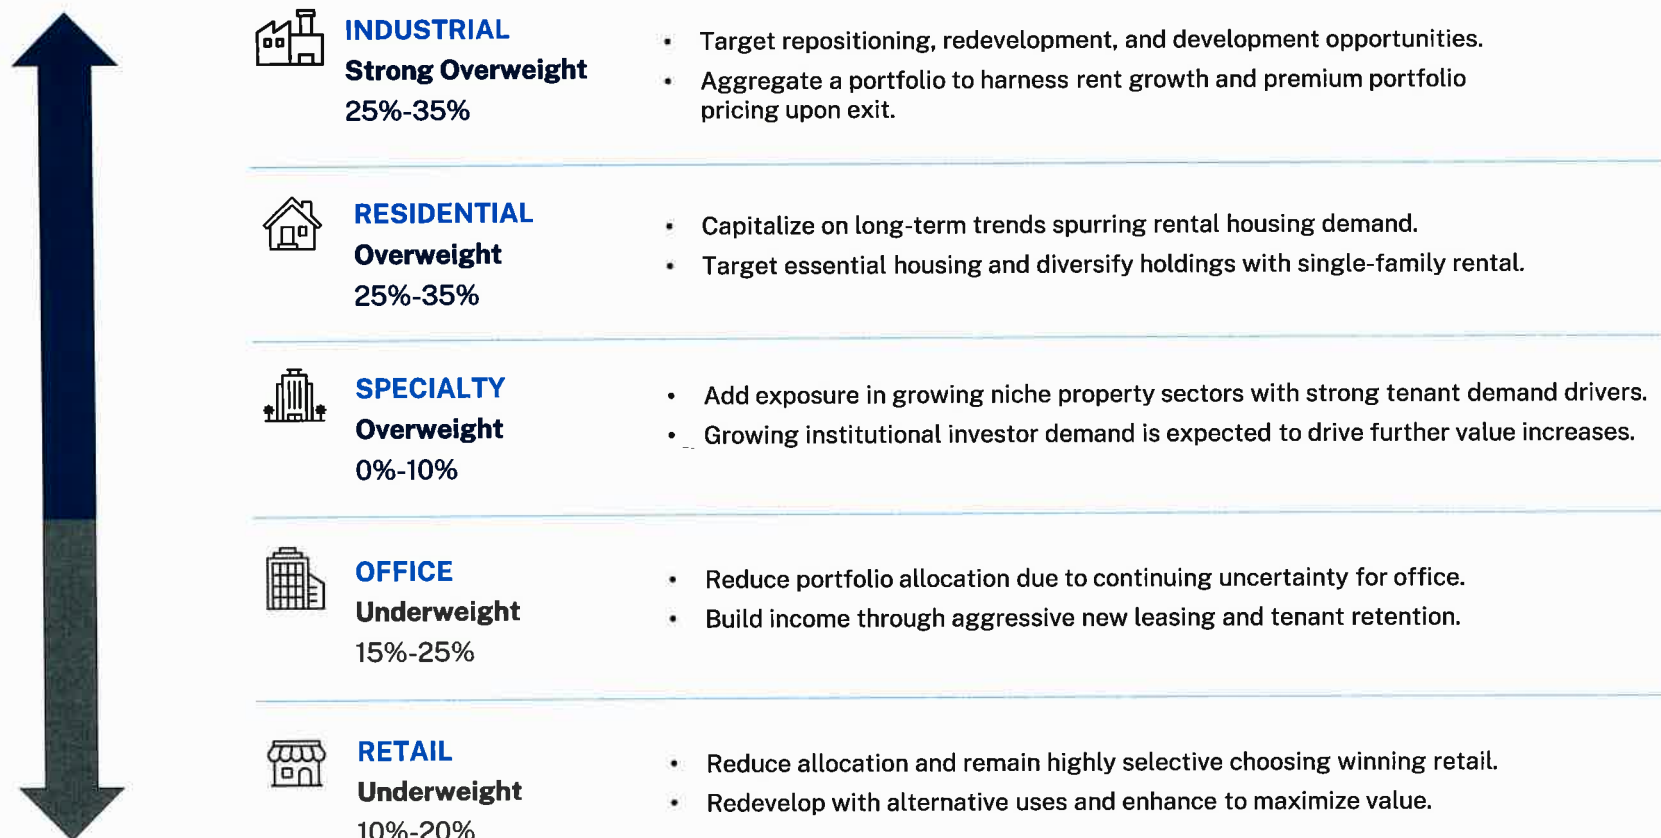 INDUSTRIAL
Strong Overweight
25%-35%
• Target repositioning, redevelopment, and development opportunities.
• Aggregate a portfolio to harness rent growth and premium portfolio
pricing upon exit.
RESIDENTIAL
Overweight
25%-35%
• Capitalize on long-term trends spurring rental housing demand.
• Target essential housing and diversify holdings with single-family rental.
SPECIALTY
Overweight
0%-10%
• Add exposure in growing niche property sectors with strong tenant demand drivers.
• Growing institutional investor demand is expected to drive further value increases.
OFFICE
Underweight
15%-25%
• Reduce portfolio allocation due to continuing uncertainty for office.
• Build income through aggressive new leasing and tenant retention.
RETAIL
Underweight
10%-20%
• Reduce allocation and remain highly selective choosing winning retail.
• Redevelop with alternative uses and enhance to maximize value.